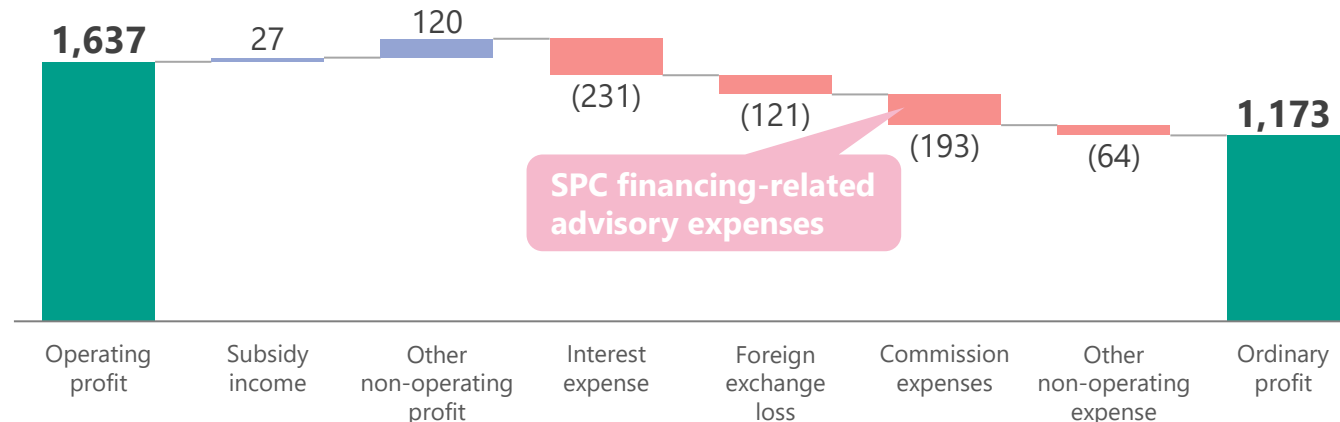 1,637
27
120
(231)
(121)
(193)
(64)
1,173
SPC financing-related
advisory expenses
Operating
profit
Subsidy
income
Other
non-operating
profit
Interest
expense
Foreign
exchange
loss
Commission
expenses
Other
non-operating
expense
Ordinary
profit